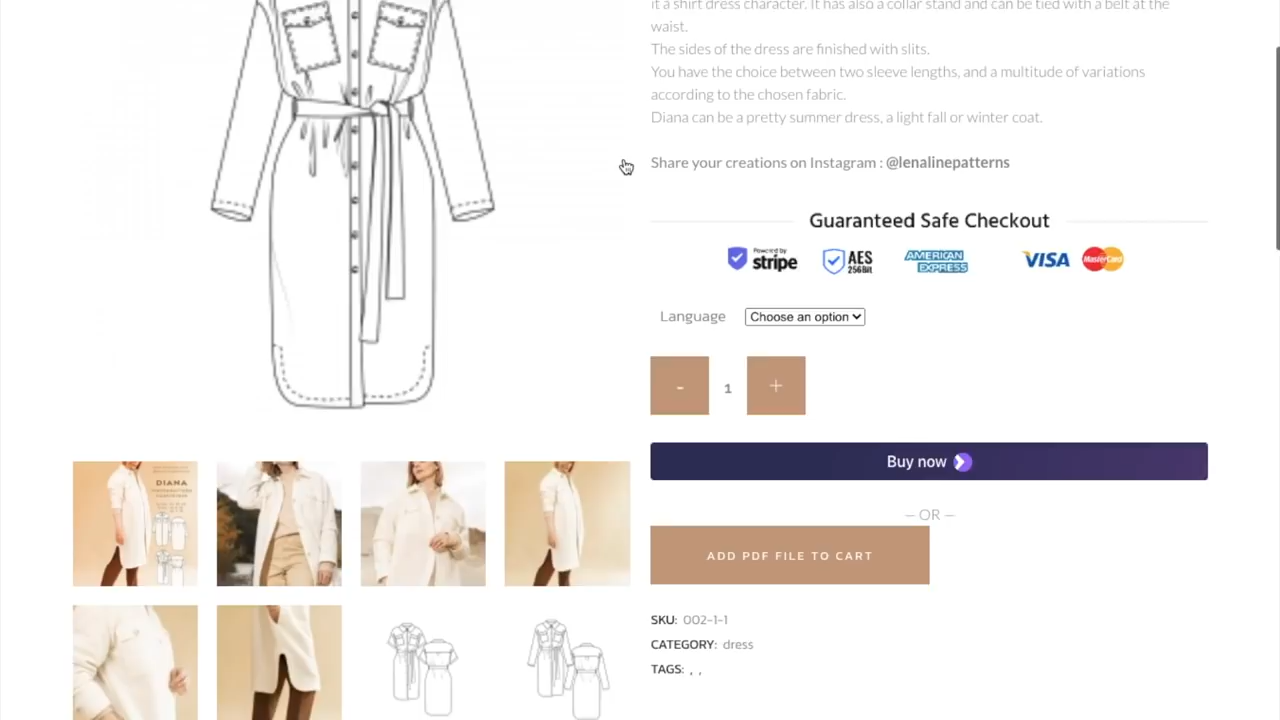 it a shirt dress character. It has also a collar stand and can be tied with a belt at the
waist.
The sides of the dress are finished with slits.
You have the choice between two sleeve lengths, and a multitude of variations
according to the chosen fabric.
Diana can be a pretty summer dress, a light fall or winter coat.
Share your creations on Instagram : @lenalinepatterns
Guaranteed Safe Checkout
Powered by
stripe
AES
256Bit
AMERICAN
EXPRESS
VISA
MasterCard
Language
Choose an option
- 1 +
Buy now
— OR —
ADD PDF FILE TO CART
DIANA
SKU: 002-1-1
CATEGORY: dress
TAGS: , ,